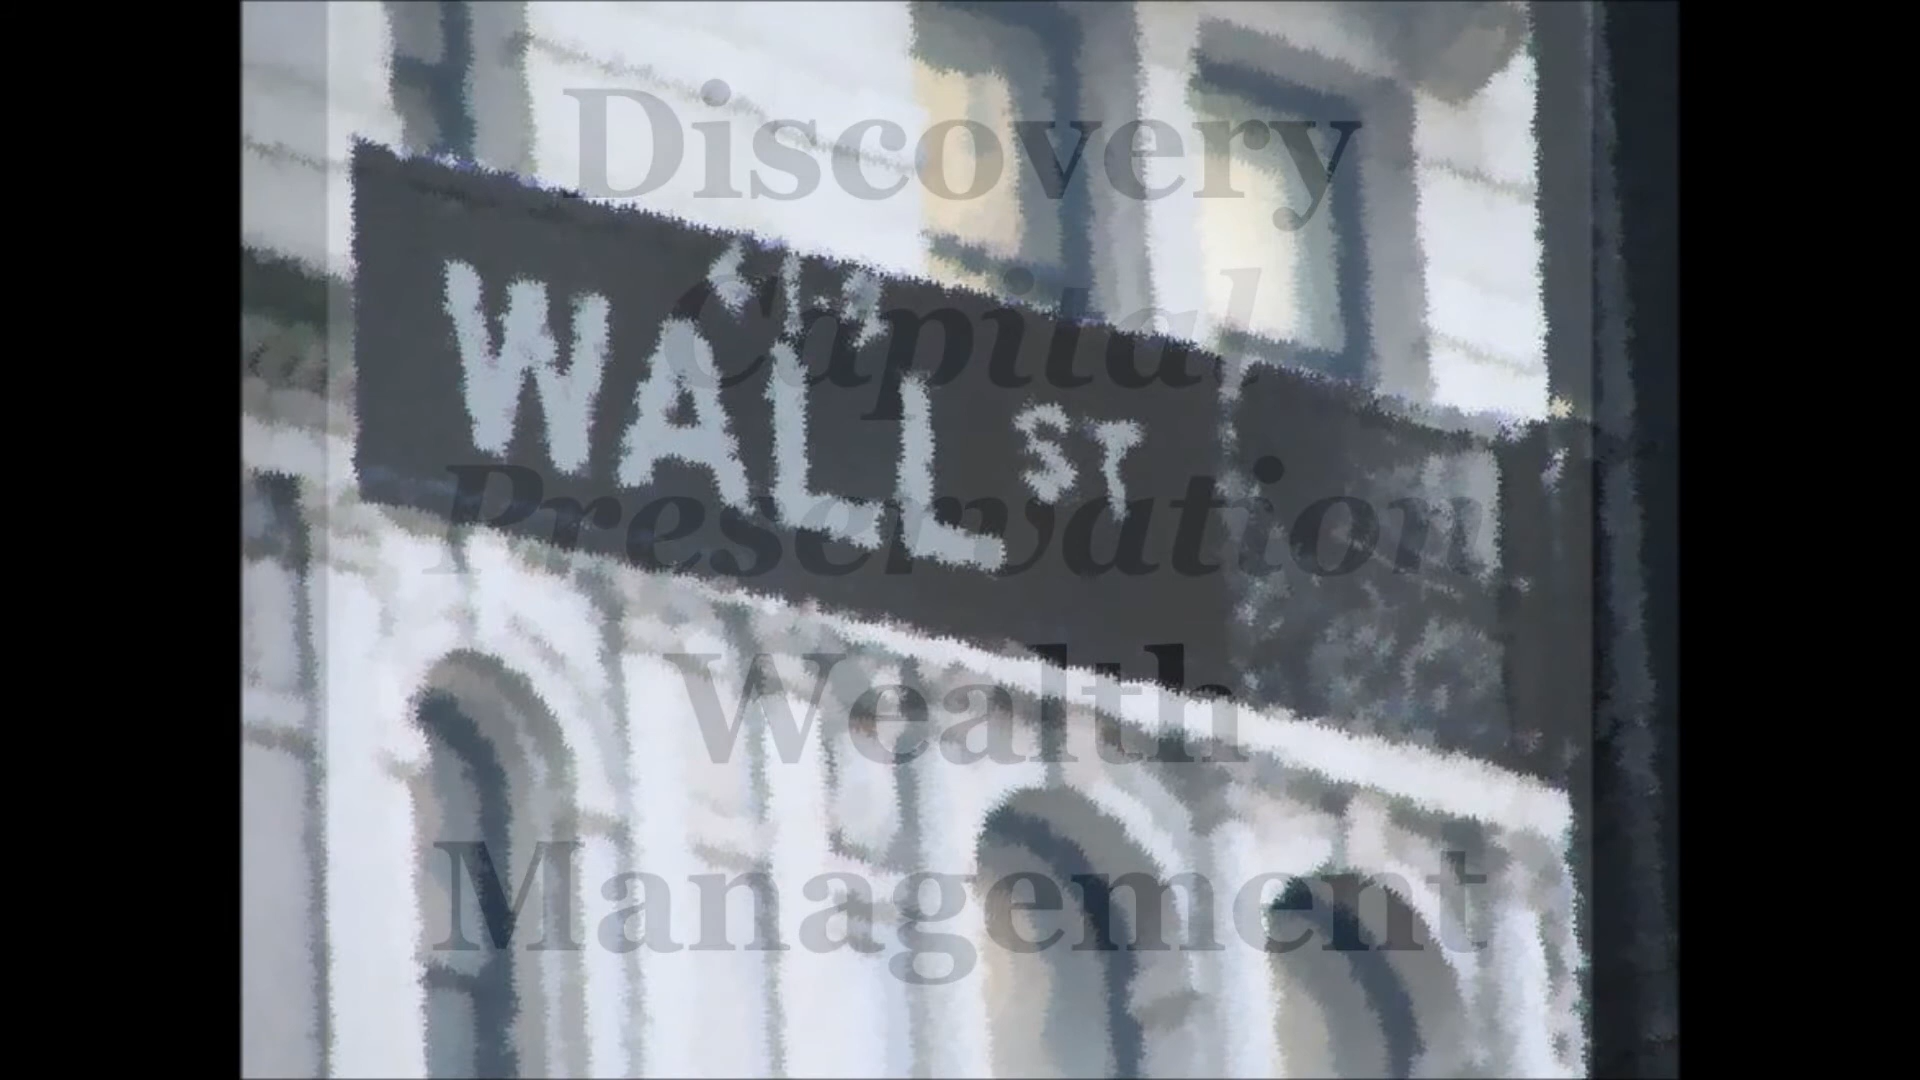 Discovery
Capital
WALL ST
Preservation
Wealth
Management